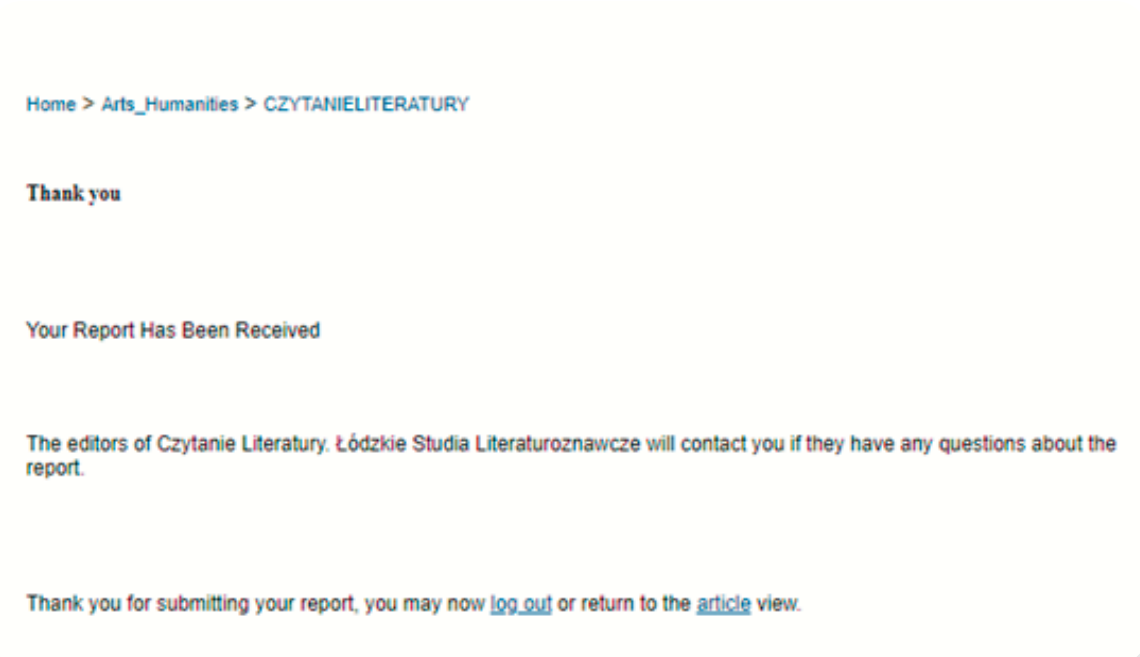 Home > Arts_Humanities > CZYTANIELITERATURY
Thank you
Your Report Has Been Received
The editors of Czytanie Literatury. Łódzkie Studia Literaturoznawcze will contact you if they have any questions about the
report.
Thank you for submitting your report, you may now log out or return to the article view.